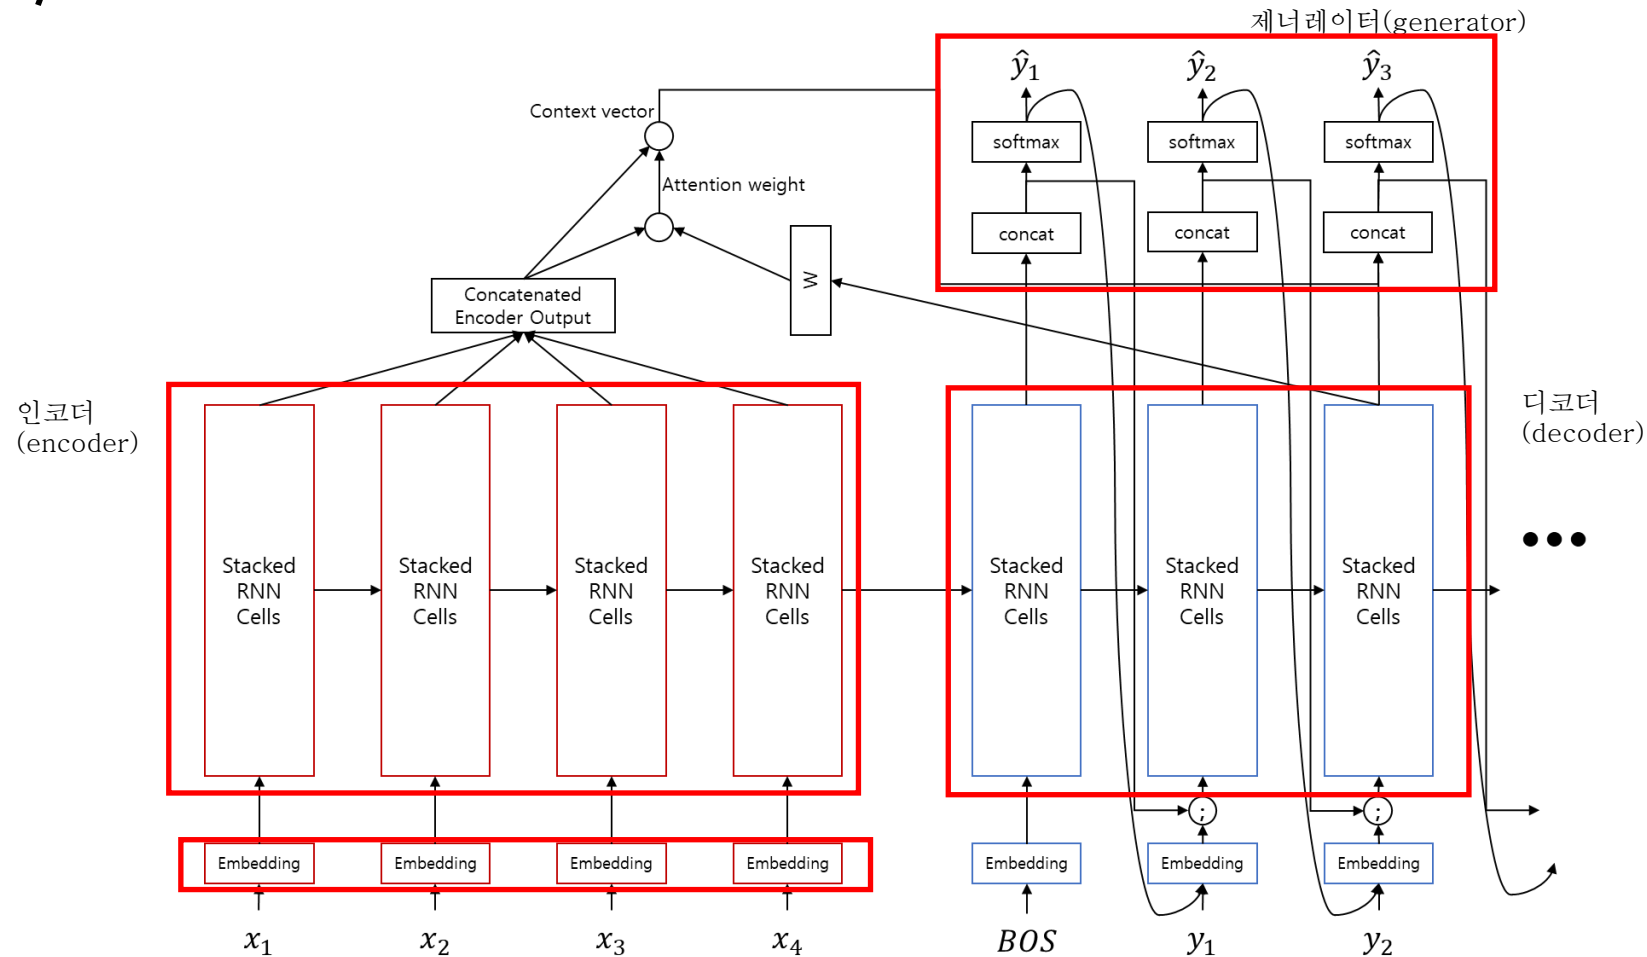 제너레이터(generator)
ŷ₁ ŷ₂ ŷ₃
Context vector
softmax softmax softmax
Attention weight
concat concat concat
W
Concatenated
Encoder Output
인코더
(encoder)
디코더
(decoder)
Stacked
RNN
Cells
Stacked
RNN
Cells
Stacked
RNN
Cells
Stacked
RNN
Cells
Stacked
RNN
Cells
Stacked
RNN
Cells
Stacked
RNN
Cells
; ;
Embedding Embedding Embedding Embedding Embedding Embedding Embedding
x₁ x₂ x₃ x₄ BOS y₁ y₂